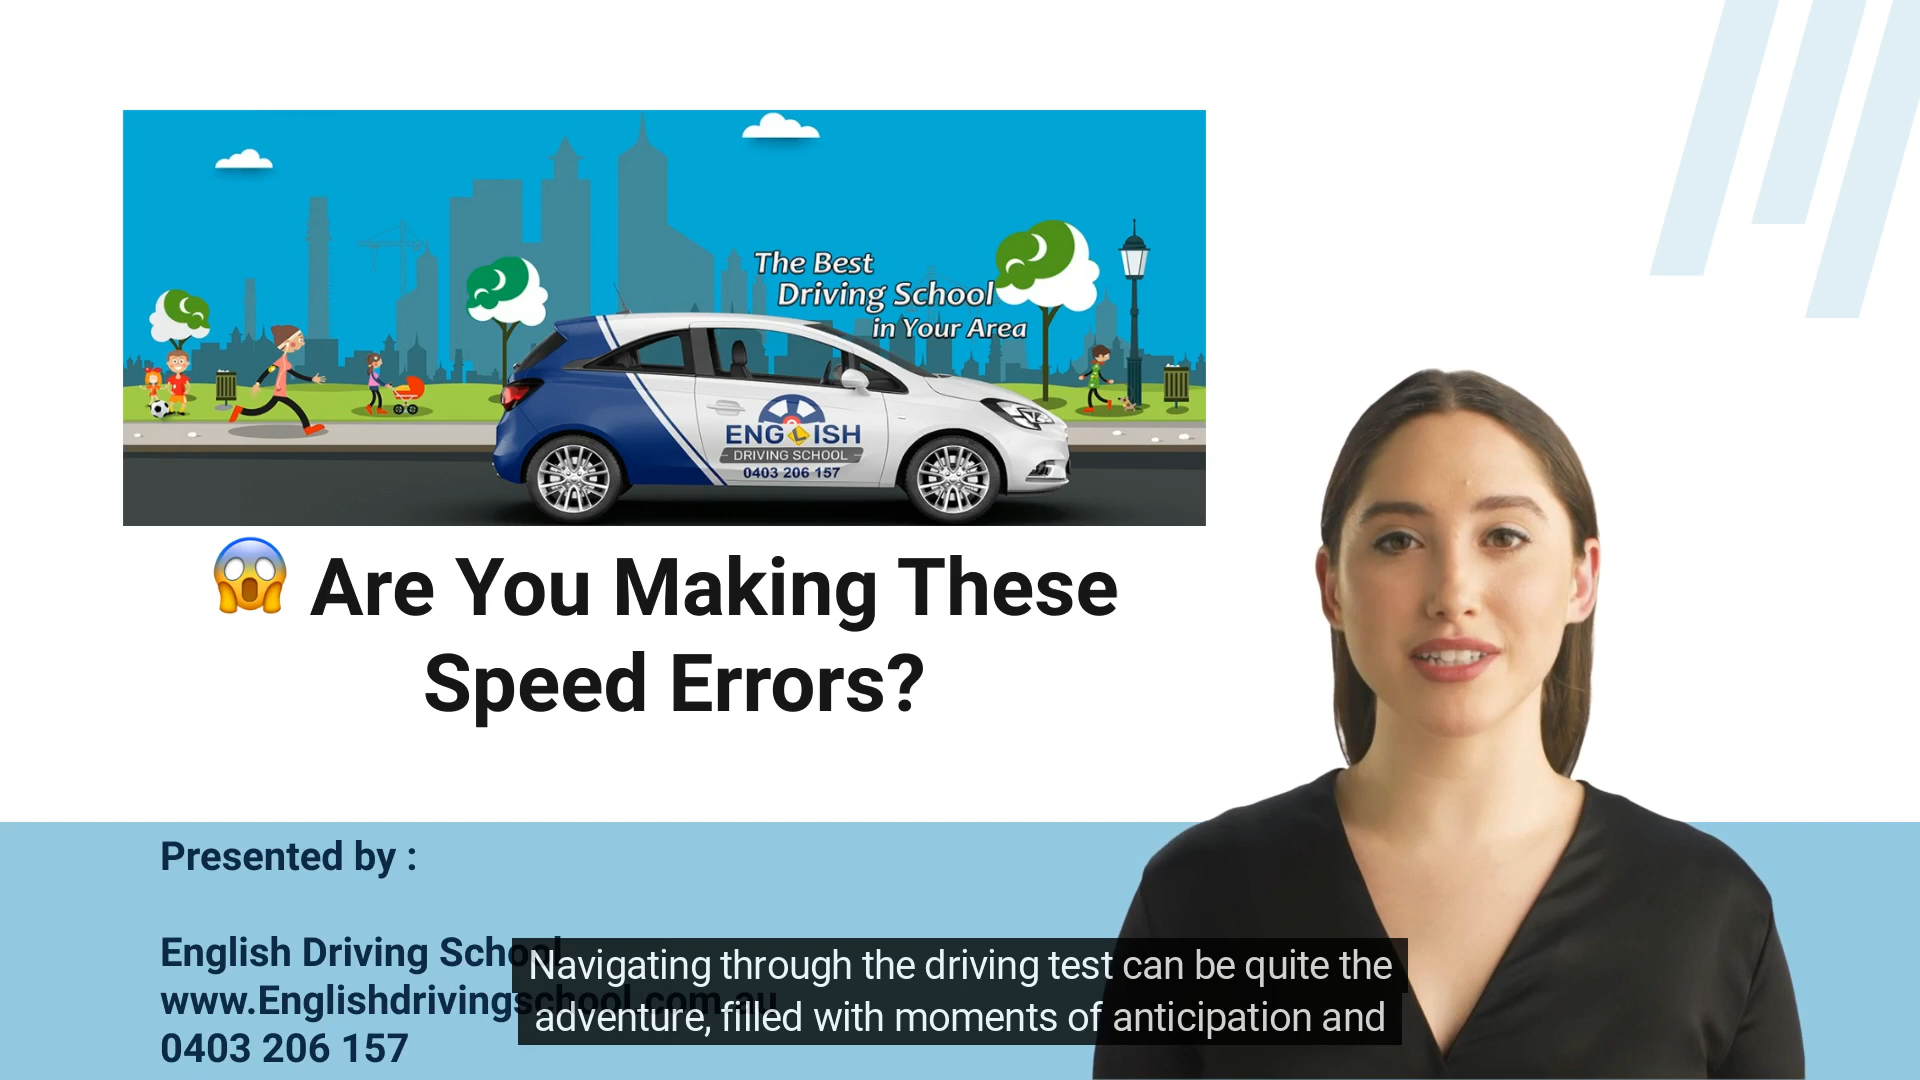 The Best
Driving School
in Your Area
ENGLISH
DRIVING SCHOOL
0403 206 157
😱 Are You Making These
Speed Errors?
Presented by :
English Driving School
www.Englishdrivingschool.com.au
0403 206 157
Navigating through the driving test can be quite the
adventure, filled with moments of anticipation and